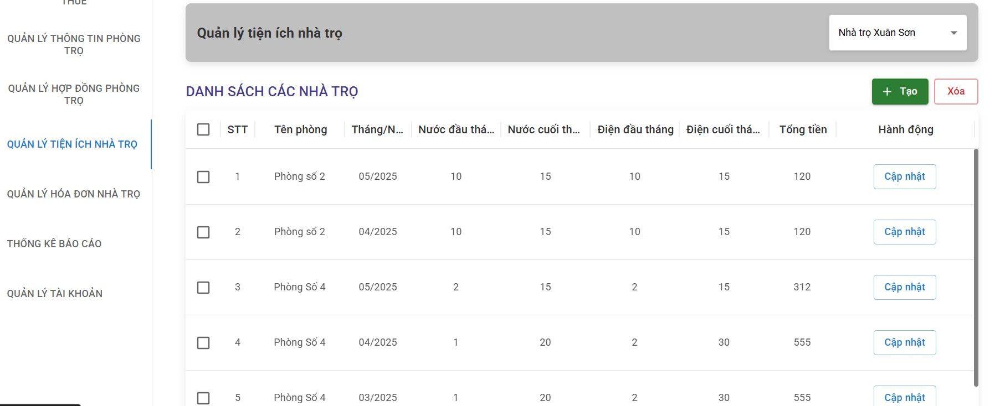 THUÊ
QUẢN LÝ THÔNG TIN PHÒNG
TRỌ
QUẢN LÝ HỢP ĐỒNG PHÒNG
TRỌ
QUẢN LÝ TIỆN ÍCH NHÀ TRỌ
QUẢN LÝ HÓA ĐƠN NHÀ TRỌ
THỐNG KÊ BÁO CÁO
QUẢN LÝ TÀI KHOẢN
Quản lý tiện ích nhà trọ
Nhà trọ Xuân Sơn
DANH SÁCH CÁC NHÀ TRỌ
+ Tạo Xóa
STT Tên phòng Tháng/N... Nước đầu thá... Nước cuối th... Điện đầu tháng Điện cuối thá... Tổng tiền Hành động
1 Phòng số 2 05/2025 10 15 10 15 120 Cập nhật
2 Phòng số 2 04/2025 10 15 10 15 120 Cập nhật
3 Phòng Số 4 05/2025 2 15 2 15 312 Cập nhật
4 Phòng Số 4 04/2025 1 20 2 30 555 Cập nhật
5 Phòng Số 4 03/2025 1 20 2 30 555 Cập nhật